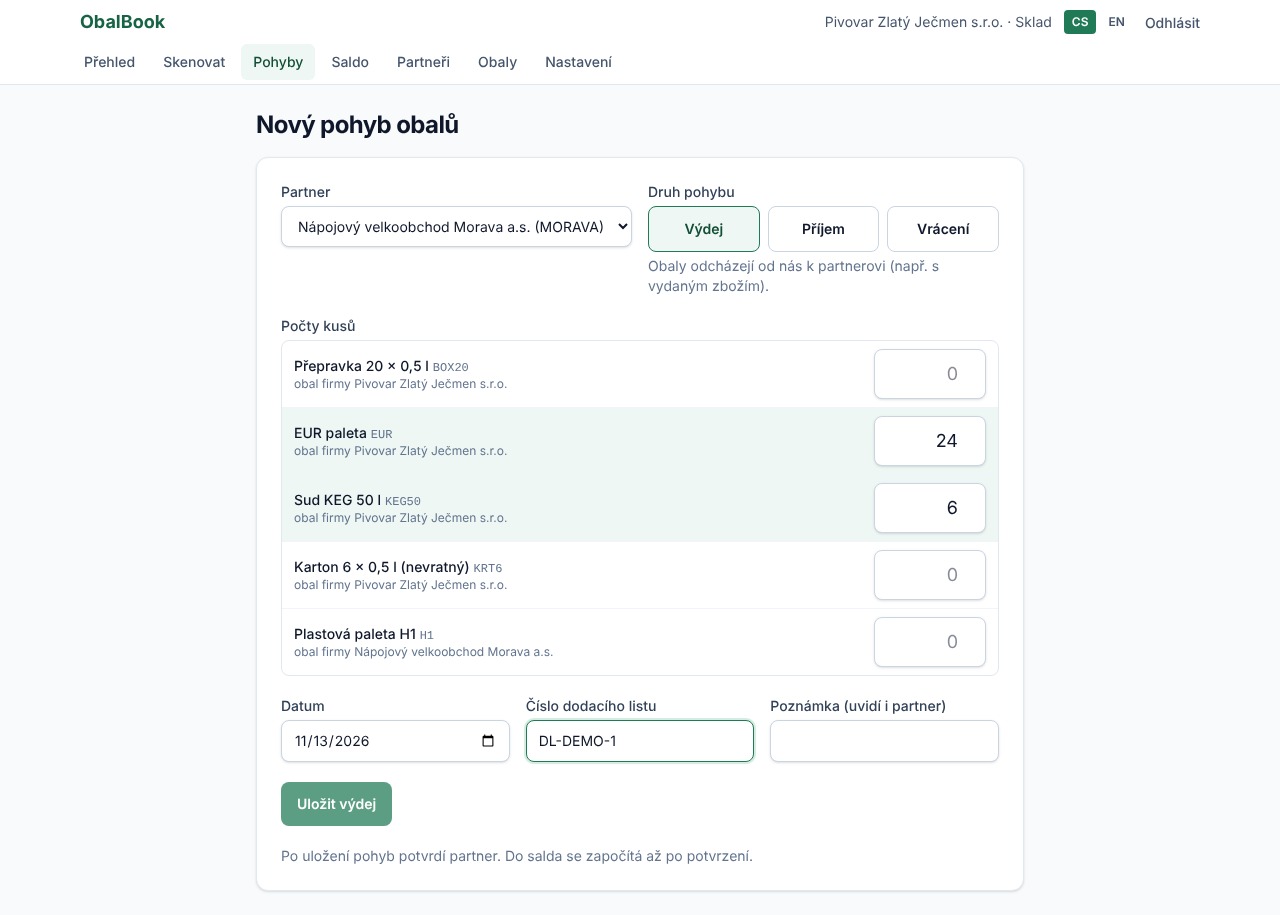 ObalBook
Pivovar Zlatý Ječmen s.r.o. · Sklad CS EN Odhlásit
Přehled Skenovat Pohyby Saldo Partneři Obaly Nastavení
Nový pohyb obalů
Partner
Nápojový velkoobchod Morava a.s. (MORAVA)
Druh pohybu
Výdej Příjem Vrácení
Obaly odcházejí od nás k partnerovi (např. s
vydaným zbožím).
Počty kusů
Přepravka 20 × 0,5 l BOX20
obal firmy Pivovar Zlatý Ječmen s.r.o.
0
EUR paleta EUR
obal firmy Pivovar Zlatý Ječmen s.r.o.
24
Sud KEG 50 l KEG50
obal firmy Pivovar Zlatý Ječmen s.r.o.
6
Karton 6 × 0,5 l (nevratný) KRT6
obal firmy Pivovar Zlatý Ječmen s.r.o.
0
Plastová paleta H1 H1
obal firmy Nápojový velkoobchod Morava a.s.
0
Datum
11/13/2026
Číslo dodacího listu
DL-DEMO-1
Poznámka (uvidí i partner)
Uložit výdej
Po uložení pohyb potvrdí partner. Do salda se započítá až po potvrzení.